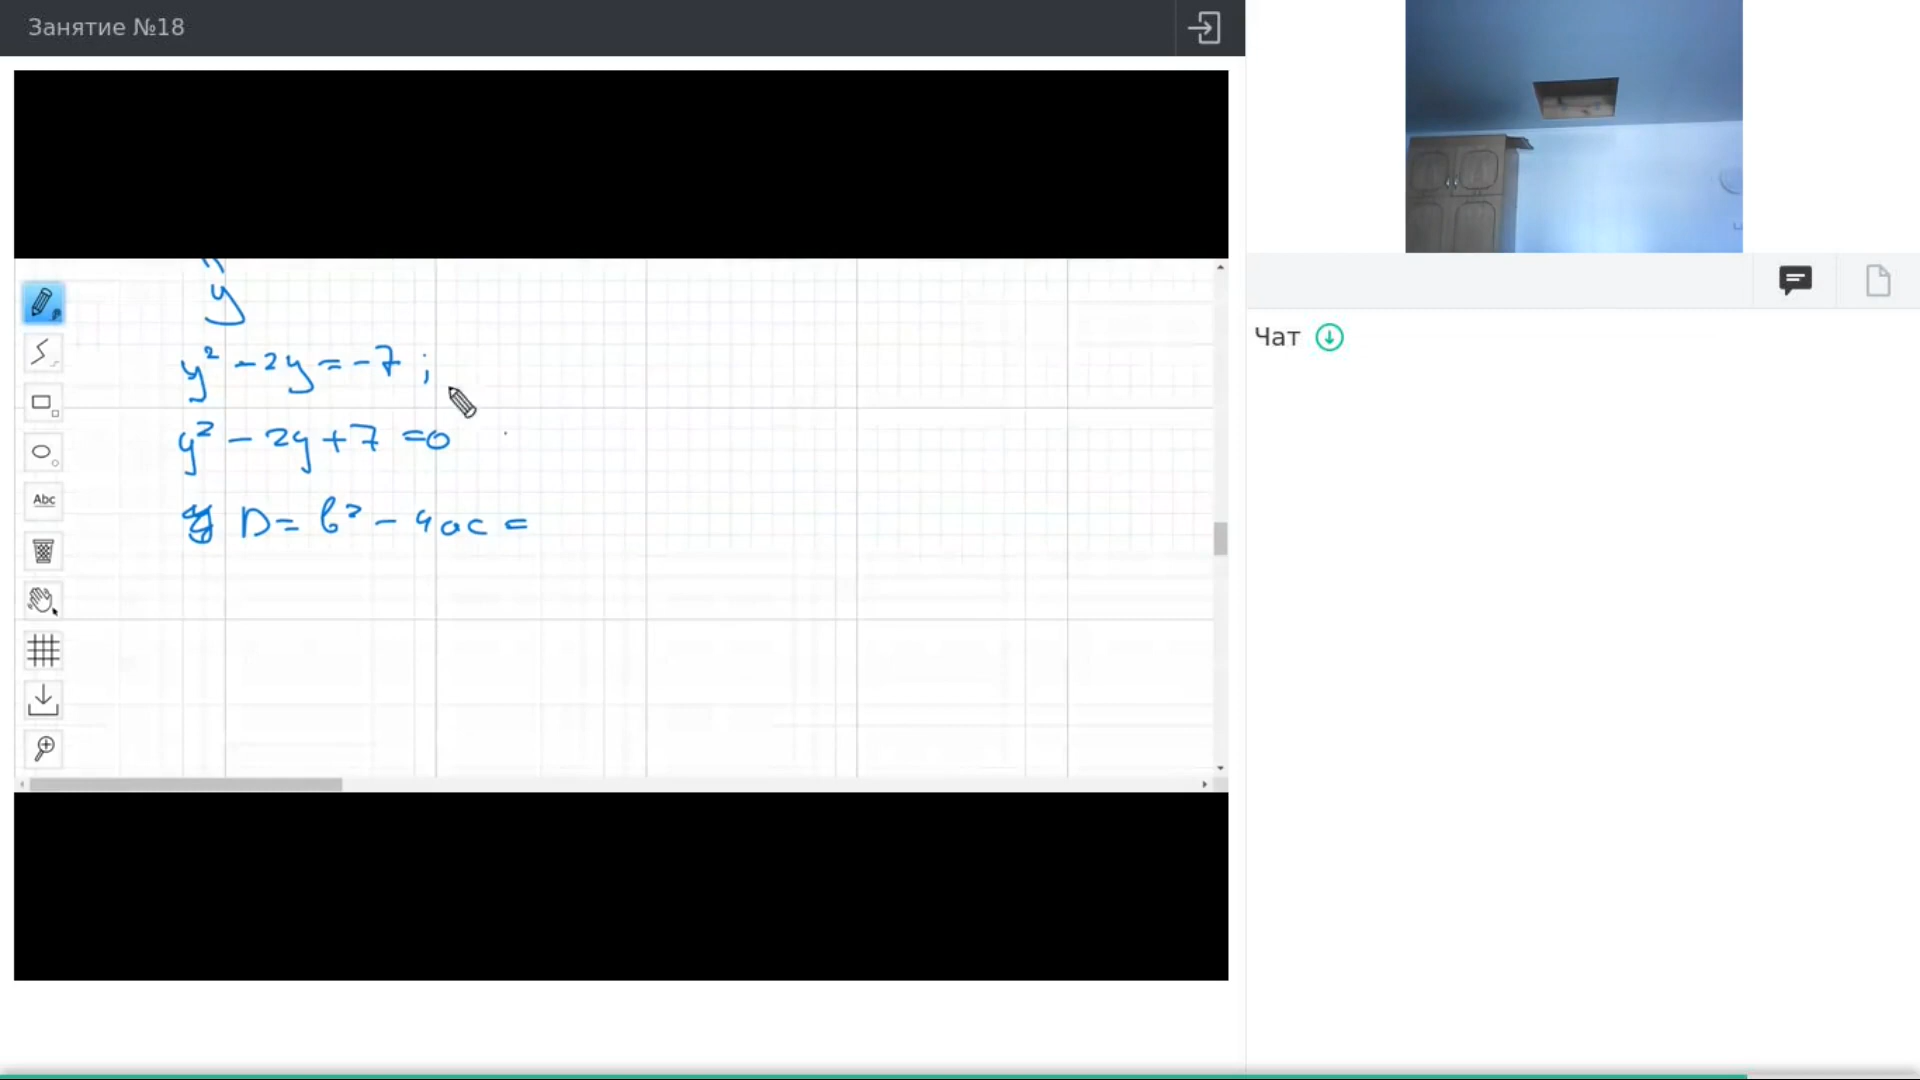 Занятие №18
y
y² - 2y = -7 ;
y² - 2y + 7 = 0
D = b² - 4ac =
Abc
Чат